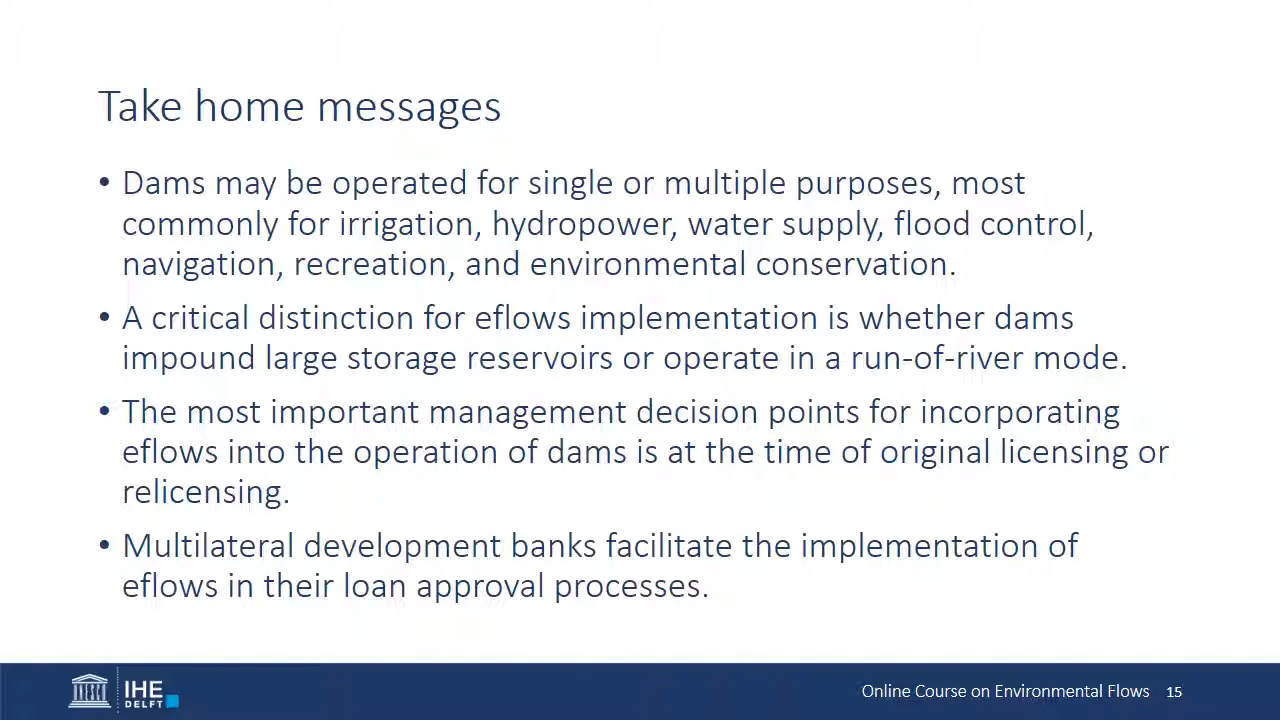 Take home messages
• Dams may be operated for single or multiple purposes, most
commonly for irrigation, hydropower, water supply, flood control,
navigation, recreation, and environmental conservation.
• A critical distinction for eflows implementation is whether dams
impound large storage reservoirs or operate in a run-of-river mode.
• The most important management decision points for incorporating
eflows into the operation of dams is at the time of original licensing or
relicensing.
• Multilateral development banks facilitate the implementation of
eflows in their loan approval processes.
UNESCO
IHE
DELFT
Online Course on Environmental Flows 15